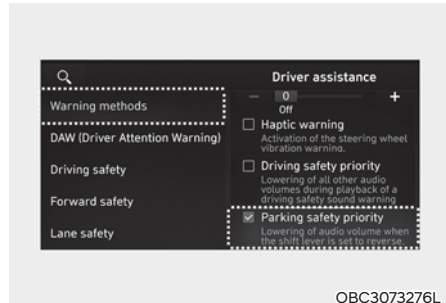 Driver assistance
Warning methods
DAW (Driver Attention Warning)
Driving safety
Forward safety
Lane safety
− 0 +
Off
Haptic warning
Activation of the steering wheel
vibration warning.
Driving safety priority
Lowering of all other audio
volumes during playback of a
driving safety sound warning
Parking safety priority
Lowering of audio volume when
the shift lever is set to reverse.
OBC3073276L